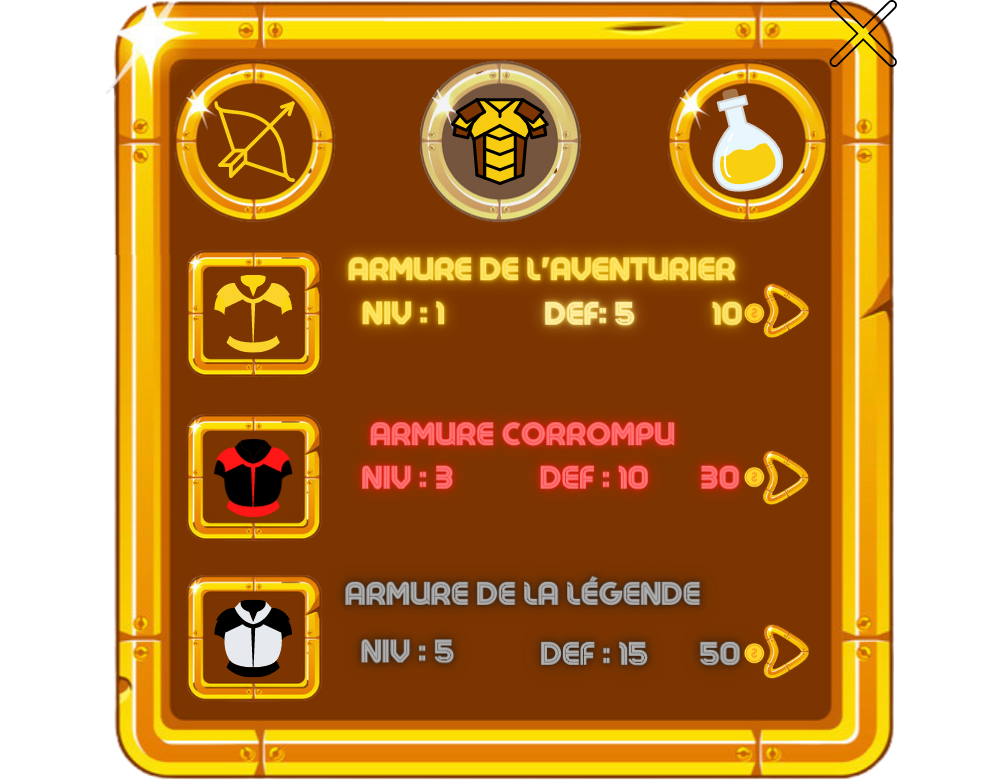 ARMURE DE L'AVENTURIER
NIV : 1 DEF: 5 10
ARMURE CORROMPU
NIV : 3 DEF : 10 30
ARMURE DE LA LÉGENDE
NIV : 5 DEF : 15 50